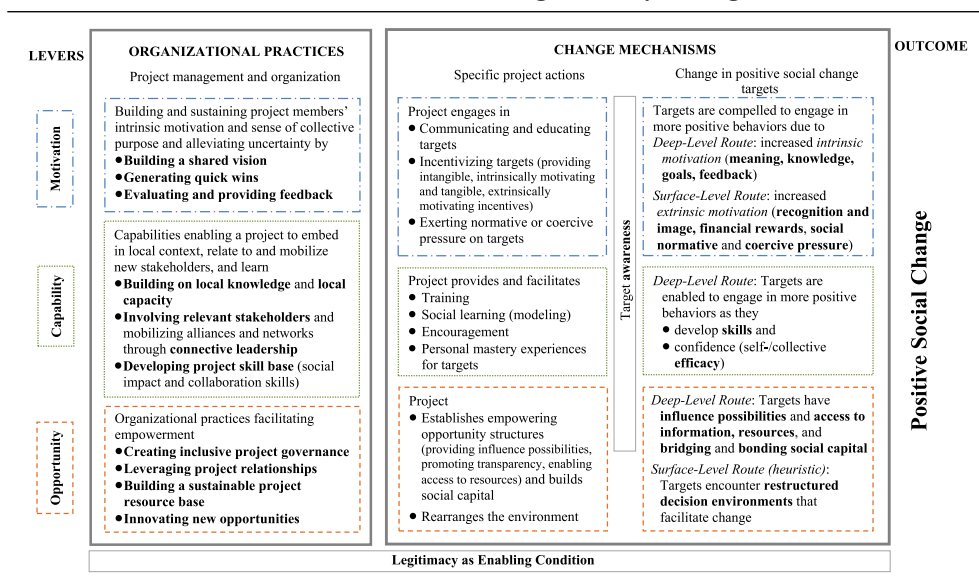 LEVERS
ORGANIZATIONAL PRACTICES
Project management and organization
CHANGE MECHANISMS
Specific project actions
Change in positive social change
targets
OUTCOME
Motivation
Building and sustaining project members'
intrinsic motivation and sense of collective
purpose and alleviating uncertainty by
● Building a shared vision
● Generating quick wins
● Evaluating and providing feedback
Project engages in
● Communicating and educating
targets
● Incentivizing targets (providing
intangible, intrinsically motivating
and tangible, extrinsically
motivating incentives)
● Exerting normative or coercive
pressure on targets
Targets are compelled to engage in
more positive behaviors due to
Deep-Level Route: increased intrinsic
motivation (meaning, knowledge,
goals, feedback)
Surface-Level Route: increased
extrinsic motivation (recognition and
image, financial rewards, social
normative and coercive pressure)
Capability
Capabilities enabling a project to embed
in local context, relate to and mobilize
new stakeholders, and learn
● Building on local knowledge and local
capacity
● Involving relevant stakeholders and
mobilizing alliances and networks
through connective leadership
● Developing project skill base (social
impact and collaboration skills)
Project provides and facilitates
● Training
● Social learning (modeling)
● Encouragement
● Personal mastery experiences
for targets
Target awareness
Deep-Level Route: Targets are
enabled to engage in more positive
behaviors as they
● develop skills and
● confidence (self-/collective
efficacy)
Opportunity
Organizational practices facilitating
empowerment
● Creating inclusive project governance
● Leveraging project relationships
● Building a sustainable project
resource base
● Innovating new opportunities
Project
● Establishes empowering
opportunity structures
(providing influence possibilities,
promoting transparency, enabling
access to resources) and builds
social capital
● Rearranges the environment
Deep-Level Route: Targets have
influence possibilities and access to
information, resources, and
bridging and bonding social capital
Surface-Level Route (heuristic):
Targets encounter restructured
decision environments that
facilitate change
Positive Social Change
Legitimacy as Enabling Condition